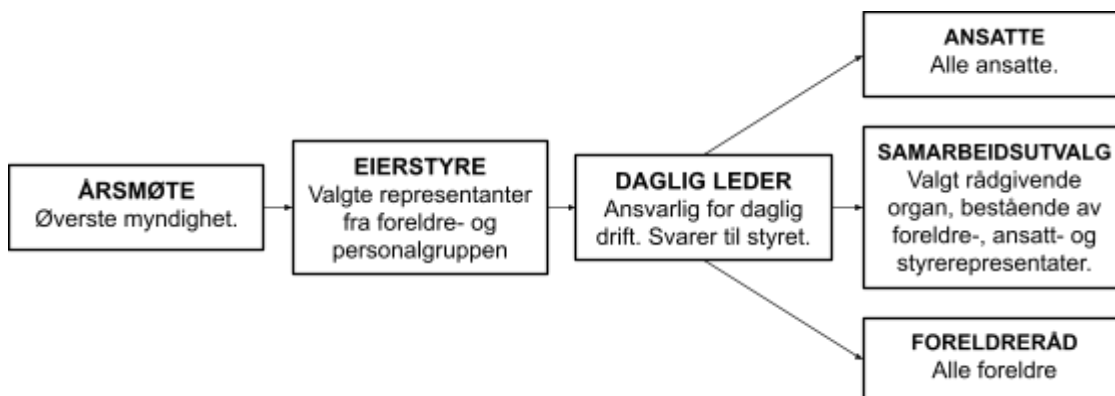 ÅRSMØTE
Øverste myndighet.
EIERSTYRE
Valgte representanter
fra foreldre- og
personalgruppen
DAGLIG LEDER
Ansvarlig for daglig
drift. Svarer til styret.
ANSATTE
Alle ansatte.
SAMARBEIDSUTVALG
Valgt rådgivende
organ, bestående av
foreldre-, ansatt- og
styrerepresentater.
FORELDRERÅD
Alle foreldre